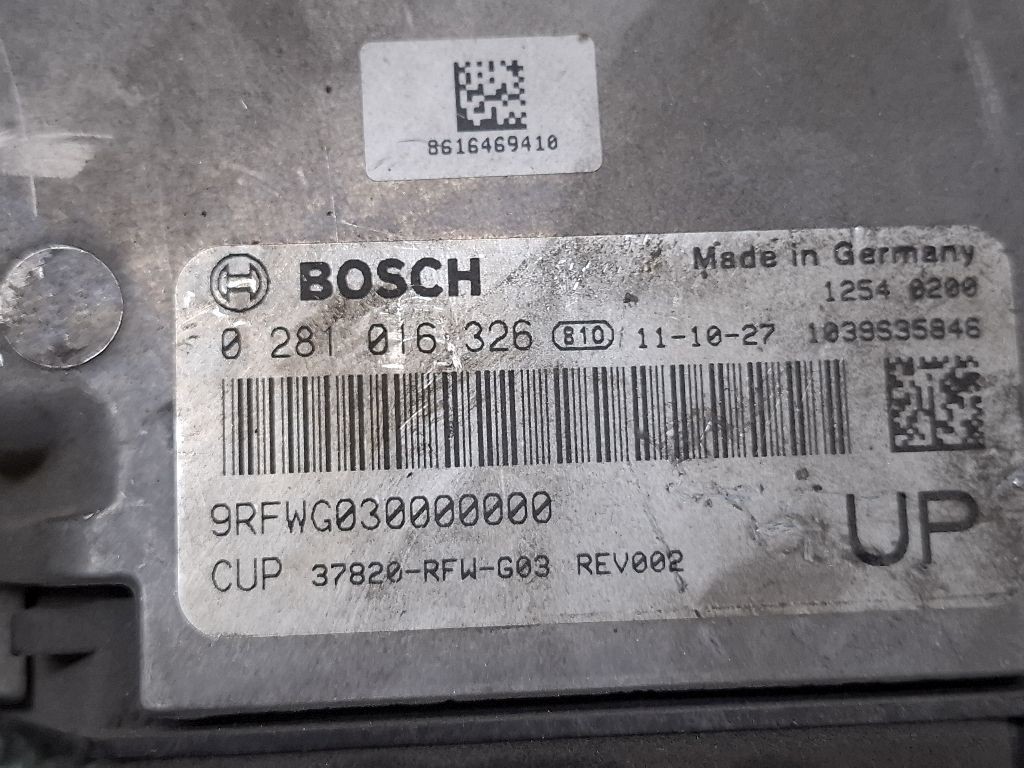 8616469410
BOSCH
Made in Germany
1254 0200
0 281 016 326 810 11-10-27 1039S35846
9RFWG030000000
UP
CUP 37820-RFW-G03 REV002